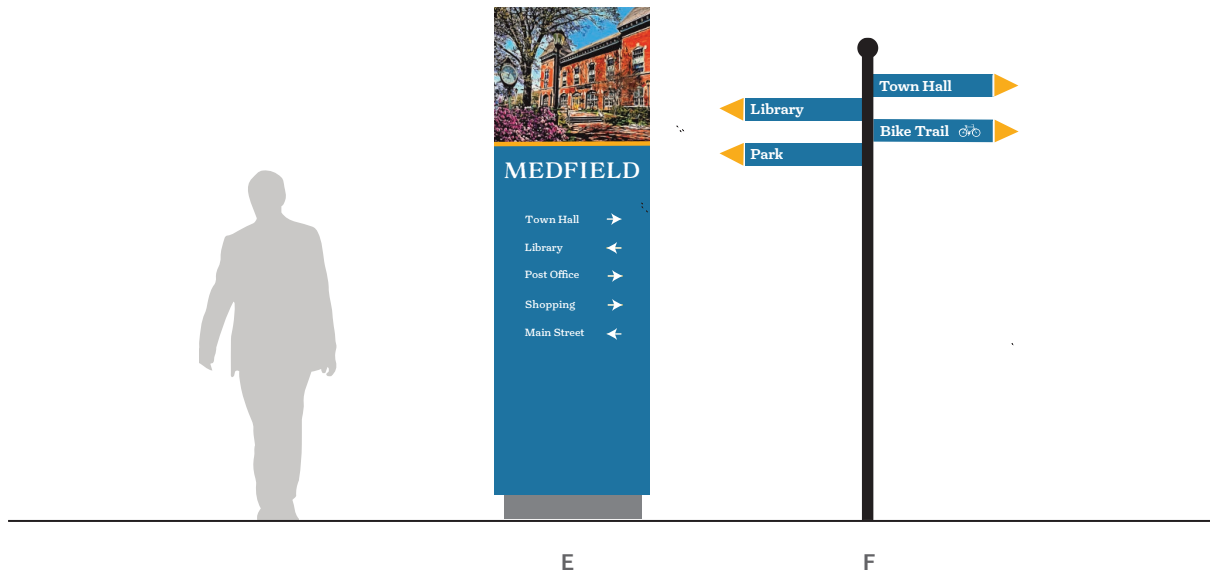 MEDFIELD
Town Hall
Library
Post Office
Shopping
Main Street
Town Hall
Library
Bike Trail
Park
E
F